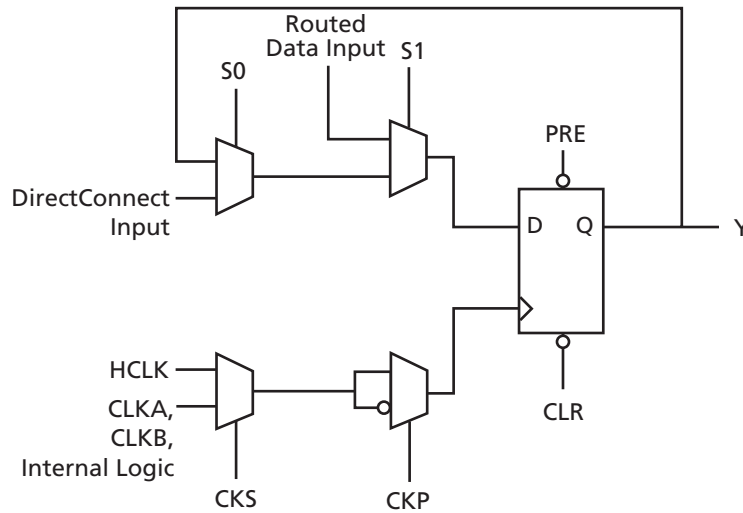 Routed
Data Input
S1
S0
PRE
DirectConnect
Input
D
Q
Y
HCLK
CLKA,
CLKB,
Internal Logic
CLR
CKS
CKP